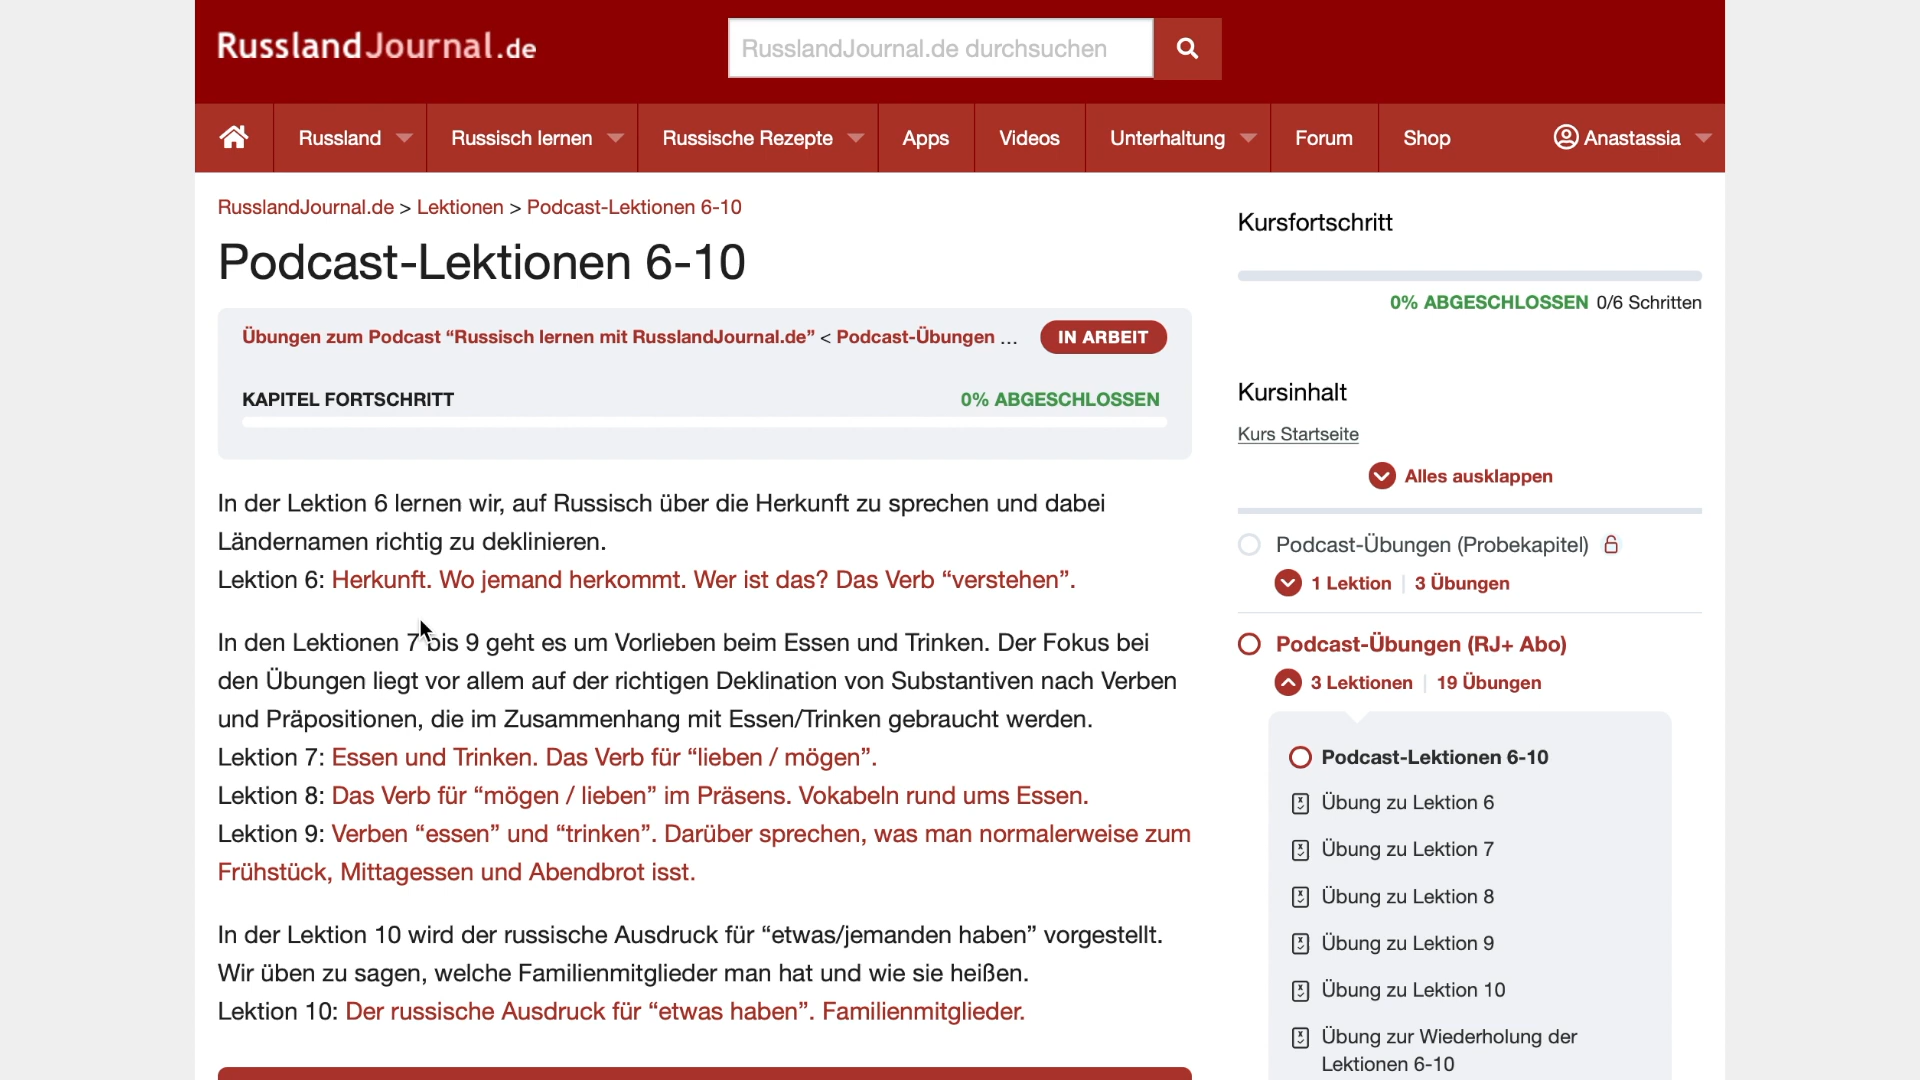 RusslandJournal.de
RusslandJournal.de durchsuchen
Russland
Russisch lernen
Russische Rezepte
Apps
Videos
Unterhaltung
Forum
Shop
Anastassia
RusslandJournal.de > Lektionen > Podcast-Lektionen 6-10
Podcast-Lektionen 6-10
Übungen zum Podcast “Russisch lernen mit RusslandJournal.de” < Podcast-Übungen ...
IN ARBEIT
KAPITEL FORTSCHRITT
0% ABGESCHLOSSEN
In der Lektion 6 lernen wir, auf Russisch über die Herkunft zu sprechen und dabei
Ländernamen richtig zu deklinieren.
Lektion 6: Herkunft. Wo jemand herkommt. Wer ist das? Das Verb “verstehen”.
In den Lektionen 7 bis 9 geht es um Vorlieben beim Essen und Trinken. Der Fokus bei
den Übungen liegt vor allem auf der richtigen Deklination von Substantiven nach Verben
und Präpositionen, die im Zusammenhang mit Essen/Trinken gebraucht werden.
Lektion 7: Essen und Trinken. Das Verb für “lieben / mögen”.
Lektion 8: Das Verb für “mögen / lieben” im Präsens. Vokabeln rund ums Essen.
Lektion 9: Verben “essen” und “trinken”. Darüber sprechen, was man normalerweise zum
Frühstück, Mittagessen und Abendbrot isst.
In der Lektion 10 wird der russische Ausdruck für “etwas/jemanden haben” vorgestellt.
Wir üben zu sagen, welche Familienmitglieder man hat und wie sie heißen.
Lektion 10: Der russische Ausdruck für “etwas haben”. Familienmitglieder.
Kursfortschritt
0% ABGESCHLOSSEN 0/6 Schritten
Kursinhalt
Kurs Startseite
Alles ausklappen
Podcast-Übungen (Probekapitel)
1 Lektion | 3 Übungen
Podcast-Übungen (RJ+ Abo)
3 Lektionen | 19 Übungen
Podcast-Lektionen 6-10
Übung zu Lektion 6
Übung zu Lektion 7
Übung zu Lektion 8
Übung zu Lektion 9
Übung zu Lektion 10
Übung zur Wiederholung der
Lektionen 6-10